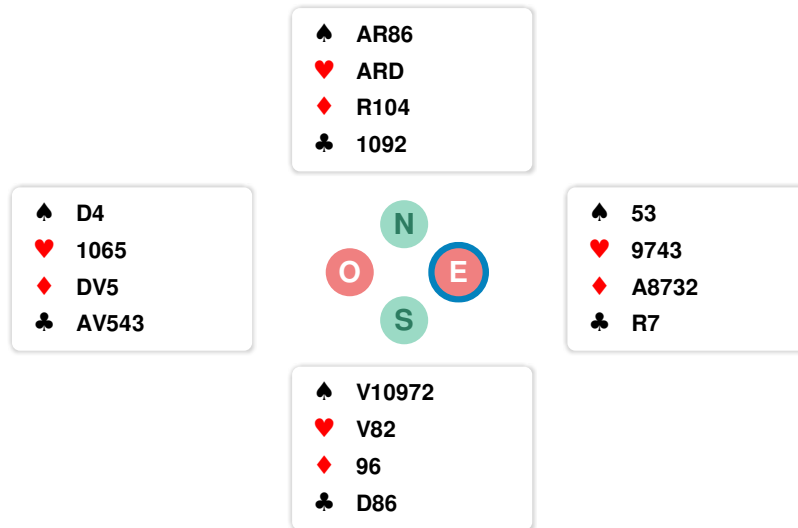 ♠ AR86
♥ ARD
♦ R104
♣ 1092
♠ D4
♥ 1065
♦ DV5
♣ AV543
N
O E
S
♠ 53
♥ 9743
♦ A8732
♣ R7
♠ V10972
♥ V82
♦ 96
♣ D86